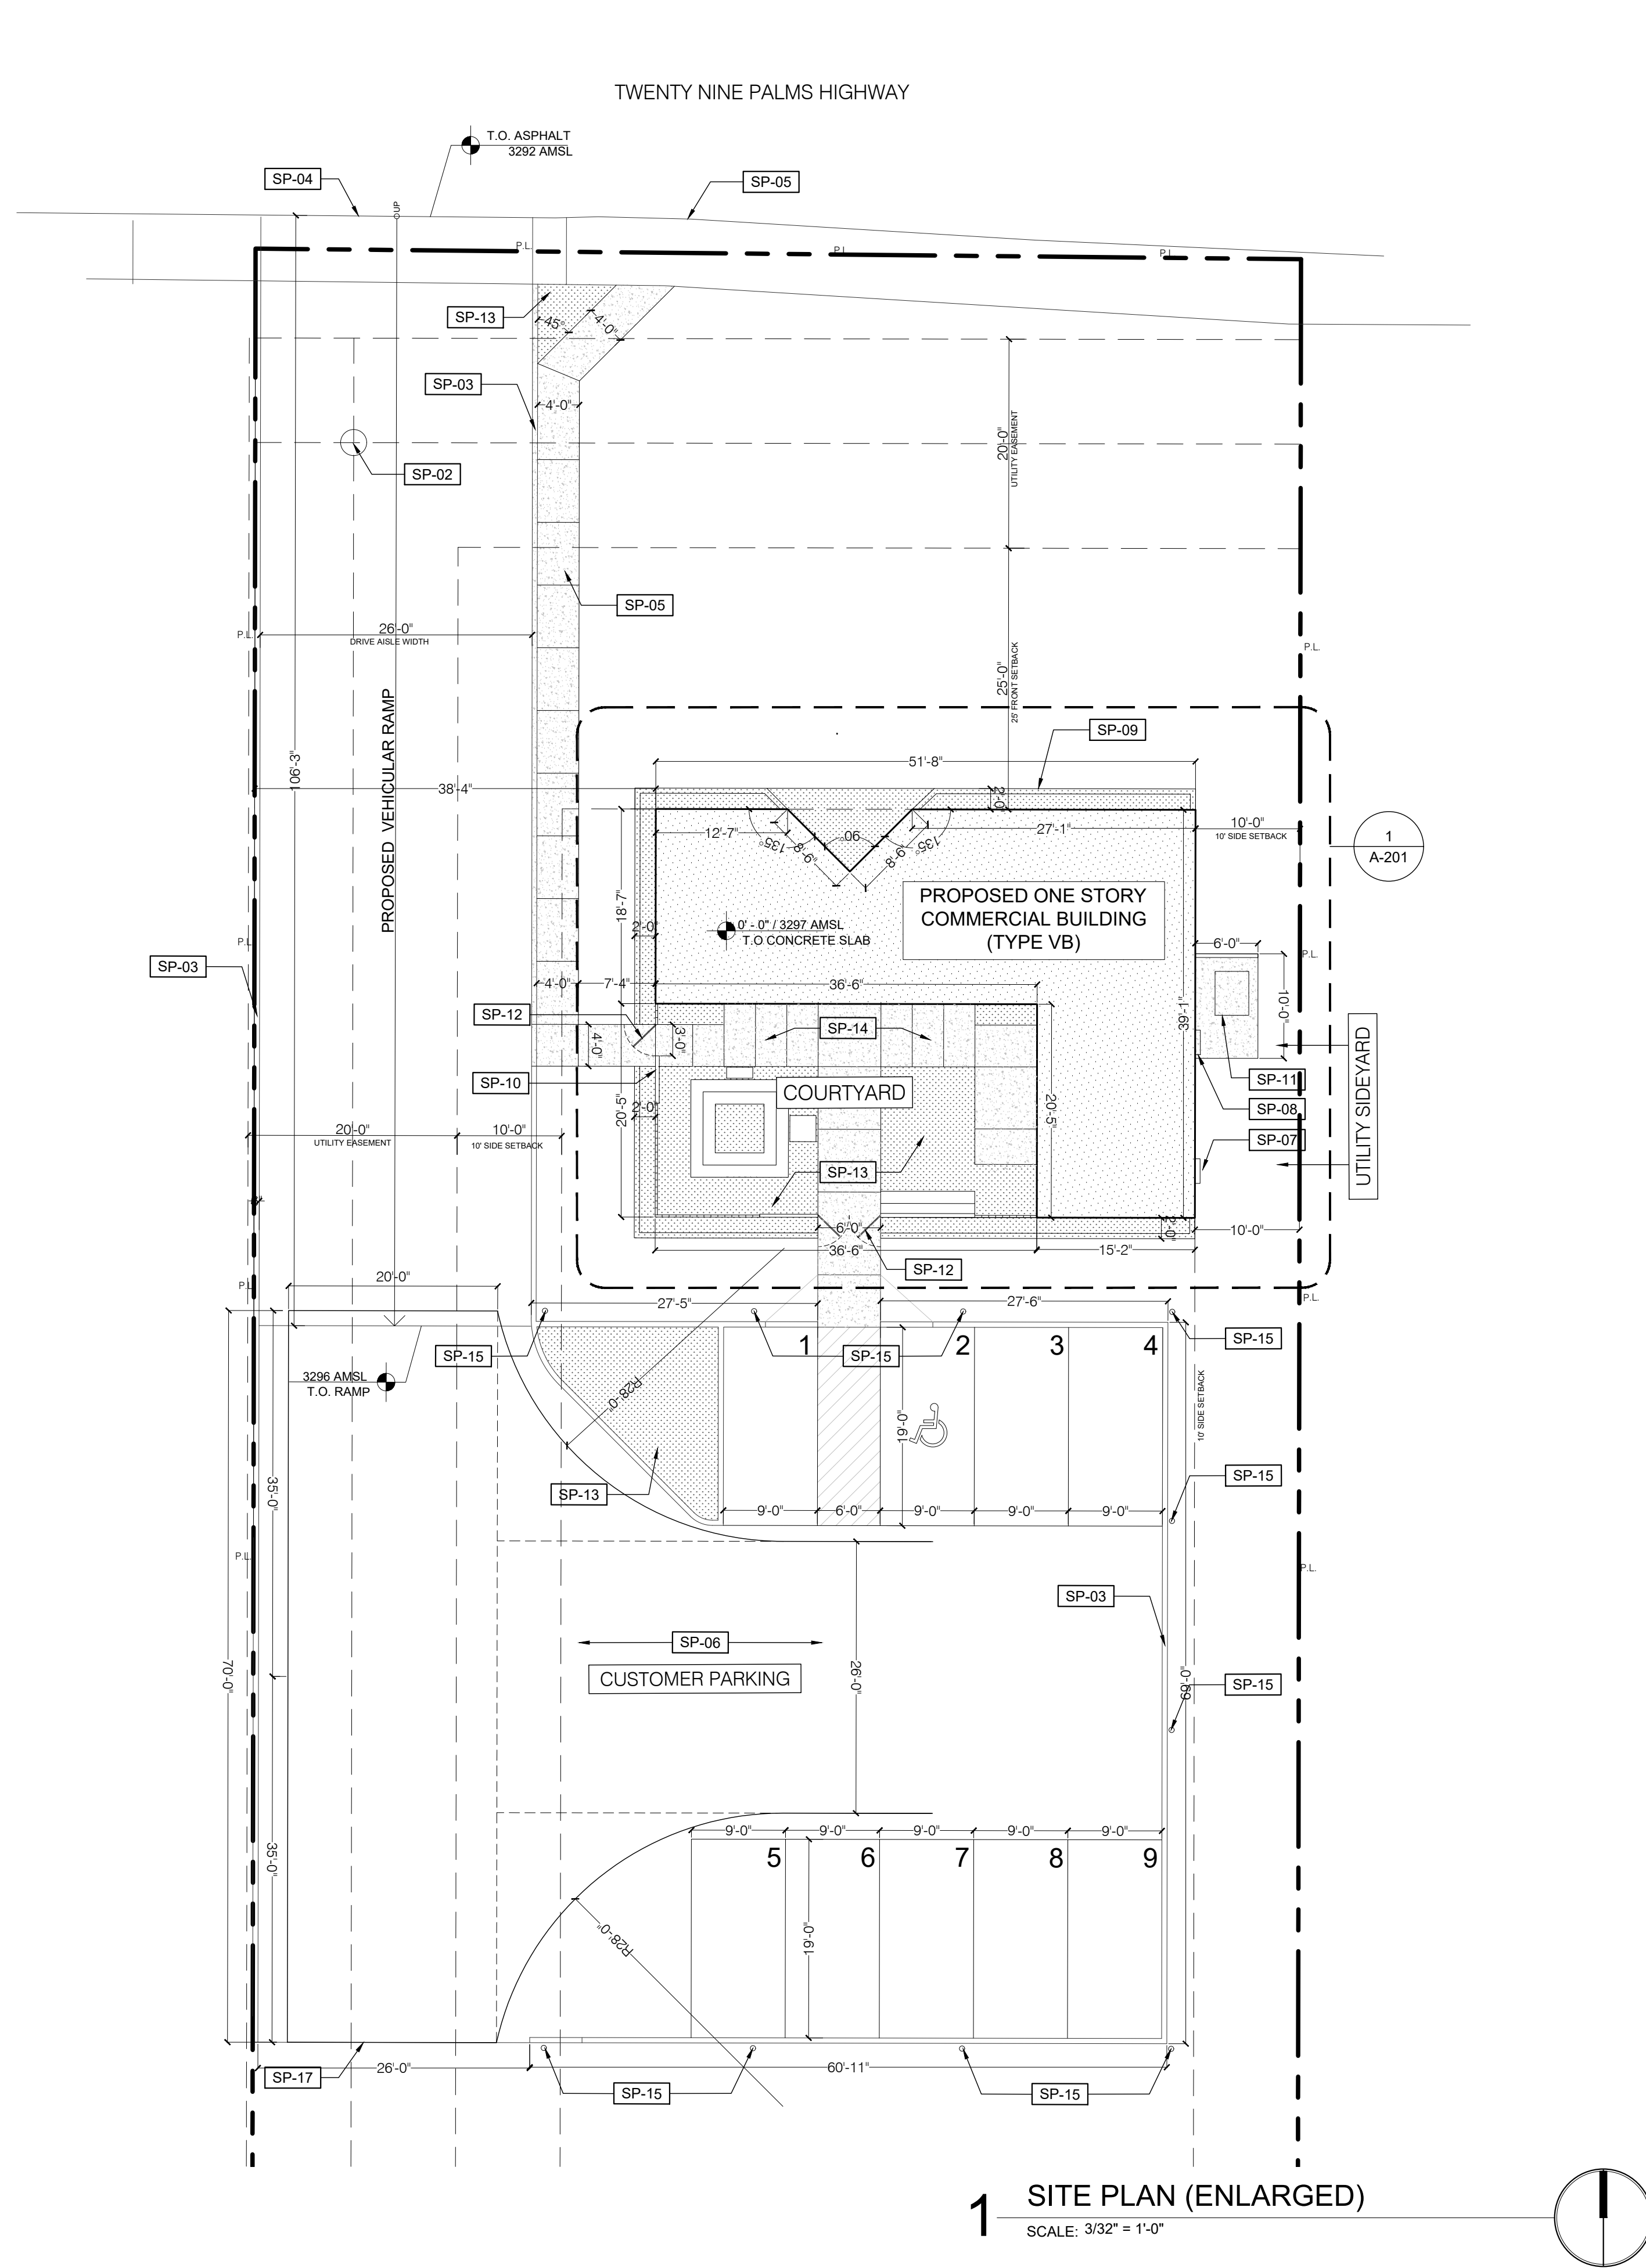 TWENTY NINE PALMS HIGHWAY
T.O. ASPHALT
3292 AMSL
SP-04
SP-05
UP
P.L.
P.L.
P.L.
SP-13
45°
4'-0"
SP-03
4'-0"
SP-02
20'-0"
UTILITY EASEMENT
SP-05
26'-0"
DRIVE AISLE WIDTH
P.L.
P.L.
25'-0"
25' FRONT SETBACK
PROPOSED VEHICULAR RAMP
106'-3"
SP-09
51'-8"
38'-4"
2'-0"
12'-7"
135°
9'-8"
90°
9'-8"
135°
27'-1"
10'-0"
10' SIDE SETBACK
1
A-201
PROPOSED ONE STORY
COMMERCIAL BUILDING
(TYPE VB)
18'-7"
2'-0"
0' - 0" / 3297 AMSL
T.O CONCRETE SLAB
P.L.
SP-03
6'-0"
P.L.
4'-0"
7'-4"
36'-6"
39'-1"
10'-0"
SP-12
SP-14
4'-0"
3'-0"
SP-10
COURTYARD
SP-11
SP-08
SP-07
UTILITY SIDEYARD
20'-5"
2'-0"
20'-5"
20'-0"
UTILITY EASEMENT
10'-0"
10' SIDE SETBACK
SP-13
6'-0"
2'-0"
10'-0"
36'-6"
15'-2"
SP-12
20'-0"
P.L.
P.L.
27'-5"
27'-6"
1
2
3
4
SP-15
SP-15
SP-15
3296 AMSL
T.O. RAMP
R28'-0"
19'-0"
10' SIDE SETBACK
SP-15
35'-0"
SP-13
9'-0"
6'-0"
9'-0"
9'-0"
9'-0"
P.L.
P.L.
SP-03
SP-06
CUSTOMER PARKING
26'-0"
70'-0"
69'-0"
SP-15
9'-0"
9'-0"
9'-0"
9'-0"
9'-0"
5
6
7
8
9
35'-0"
R28'-0"
19'-0"
SP-17
26'-0"
60'-11"
SP-15
SP-15
1
SITE PLAN (ENLARGED)
SCALE: 3/32" = 1'-0"